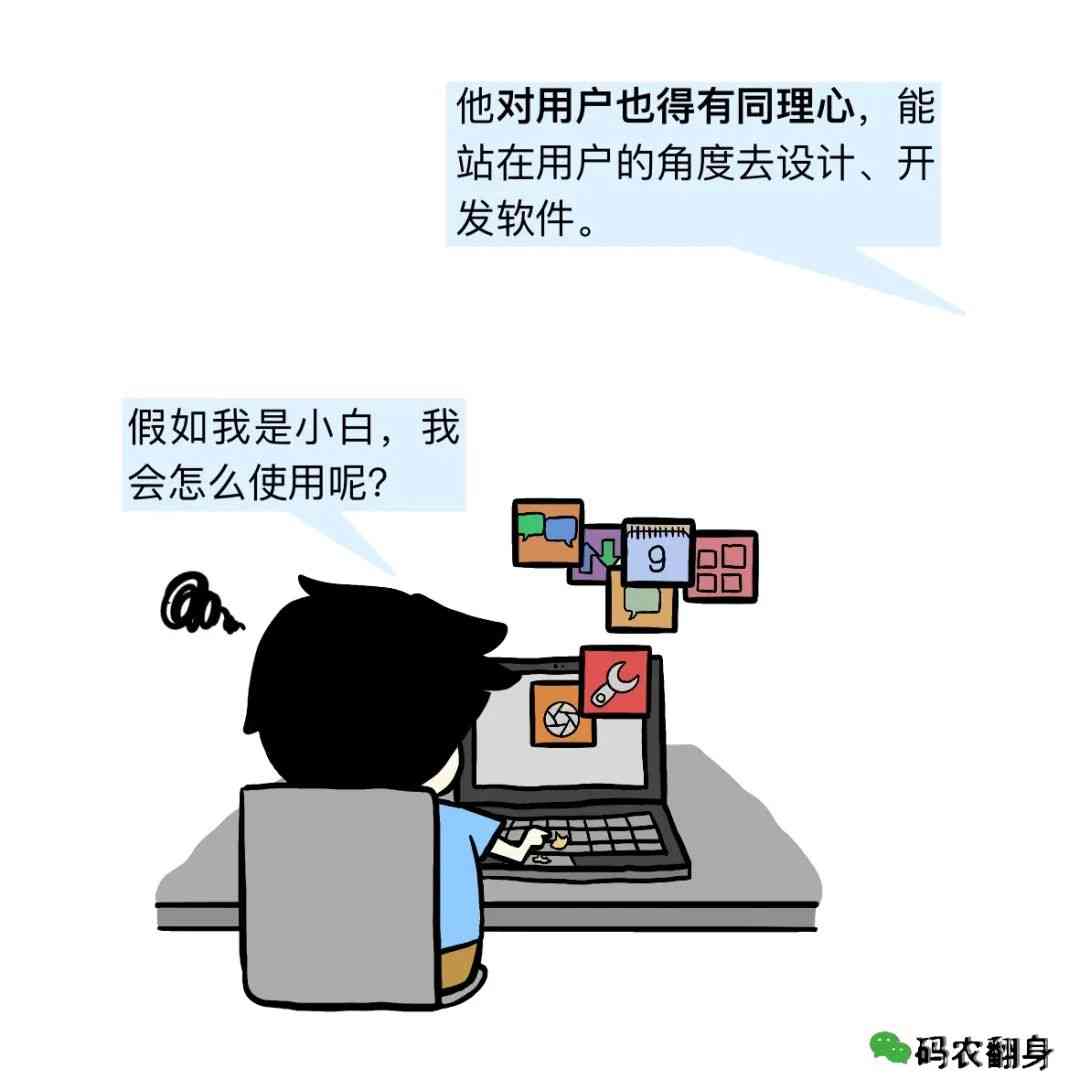 他对用户也得有同理心，能
站在用户的角度去设计、开
发软件。
假如我是小白，我
会怎么使用呢？
9
码农翻身